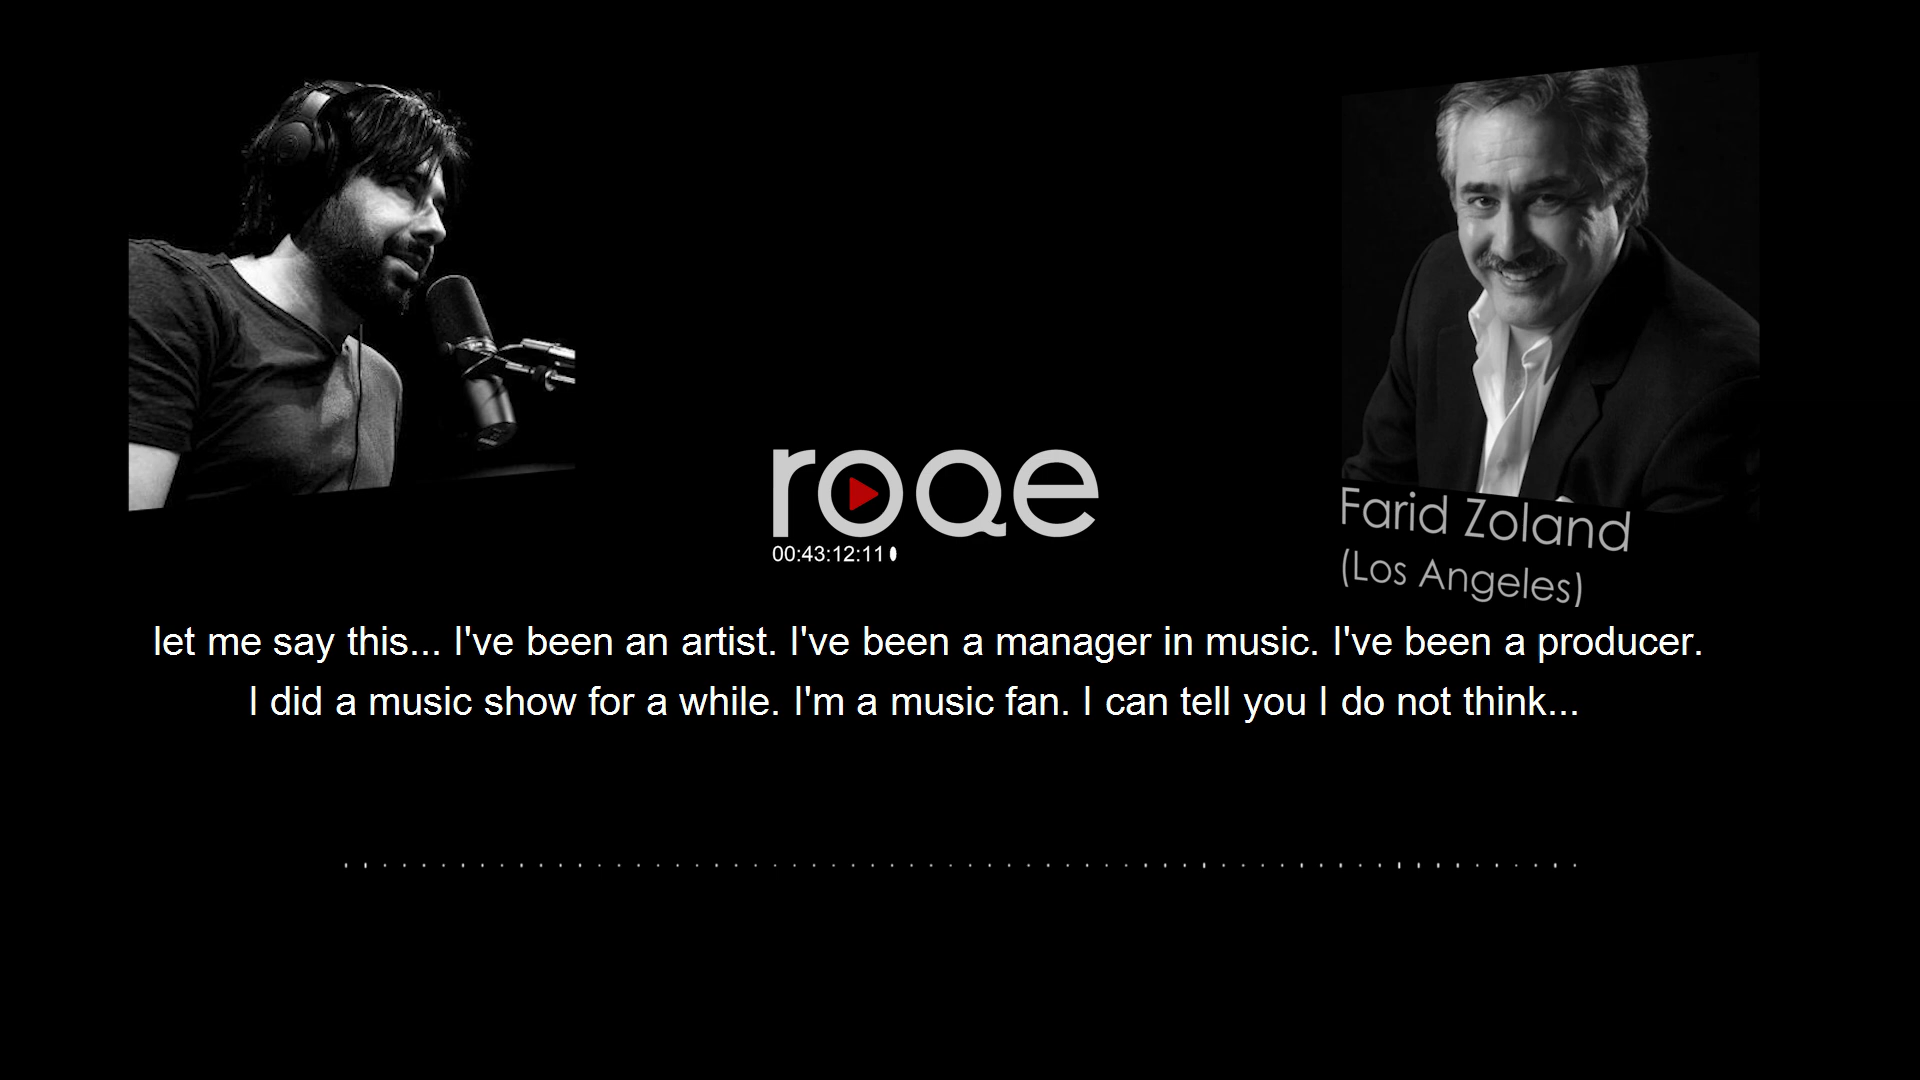 roqe
00:43:12:11
Farid Zoland
(Los Angeles)
let me say this... I've been an artist. I've been a manager in music. I've been a producer.
I did a music show for a while. I'm a music fan. I can tell you I do not think...